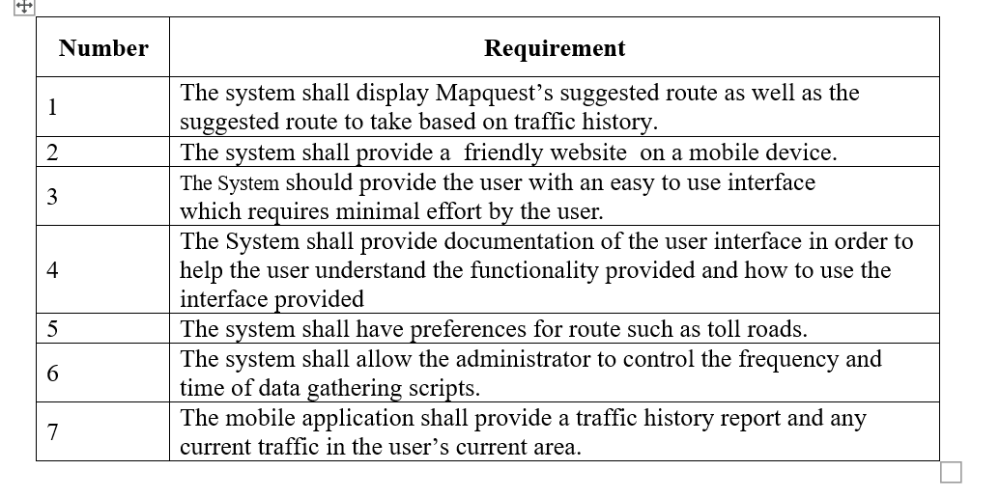 Number Requirement
1
The system shall display Mapquest's suggested route as well as the
suggested route to take based on traffic history.
2 The system shall provide a  friendly website  on a mobile device.
3
The System should provide the user with an easy to use interface
which requires minimal effort by the user.
4
The System shall provide documentation of the user interface in order to
help the user understand the functionality provided and how to use the
interface provided
5 The system shall have preferences for route such as toll roads.
6
The system shall allow the administrator to control the frequency and
time of data gathering scripts.
7
The mobile application shall provide a traffic history report and any
current traffic in the user's current area.